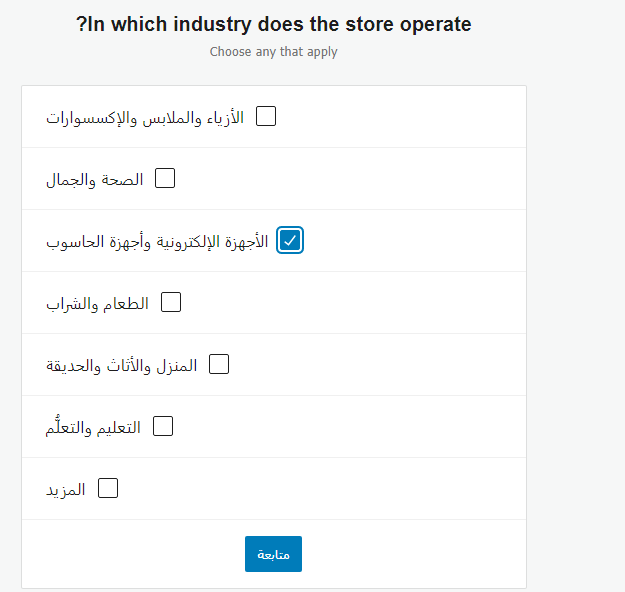 ?In which industry does the store operate
Choose any that apply
الأزياء والملابس والإكسسوارات
الصحة والجمال
الأجهزة الإلكترونية وأجهزة الحاسوب
الطعام والشراب
المنزل والأثاث والحديقة
التعليم والتعلُّم
المزيد
متابعة